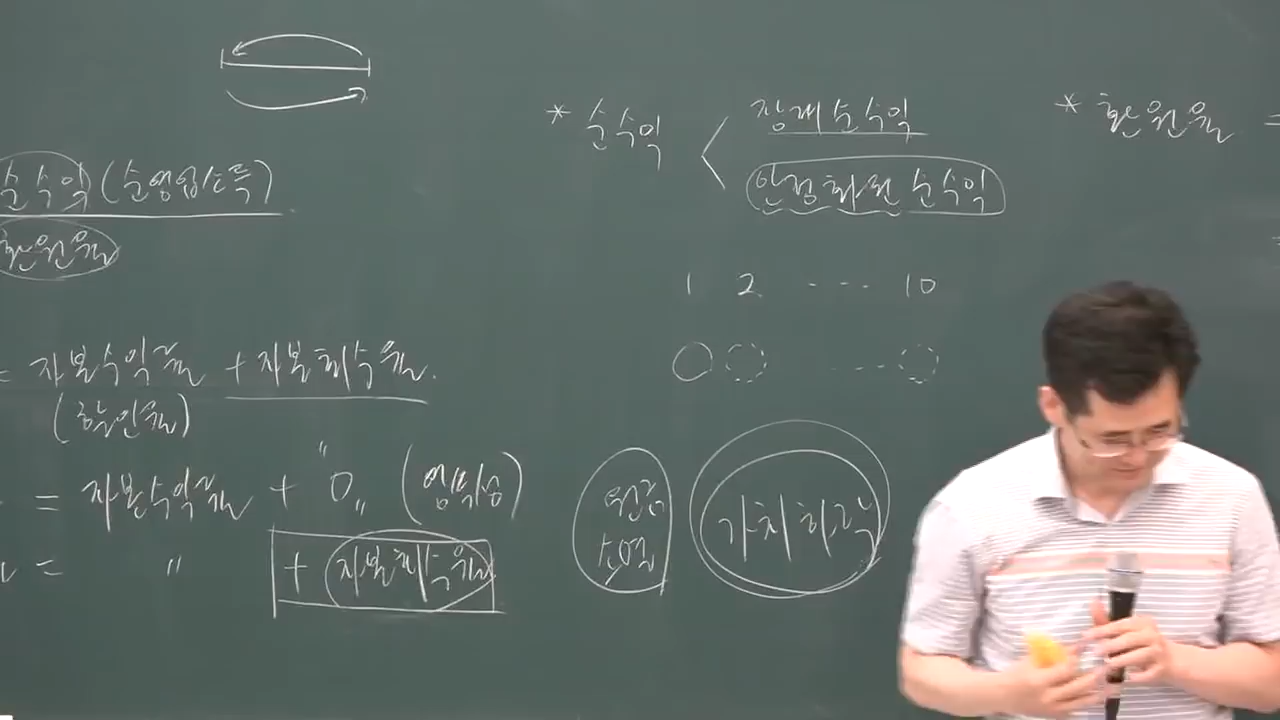 순수익 (순영업소득)
환원율
= 자본수익률 + 자본회수율.
(할인율)
= 자본수익률 + "0" (영속성)
= " + 자본회수율
* 순수익 < 장래 순수익
안정화된 순수익
1 2 ---- 10
원금
가치하락
* 환원율 =